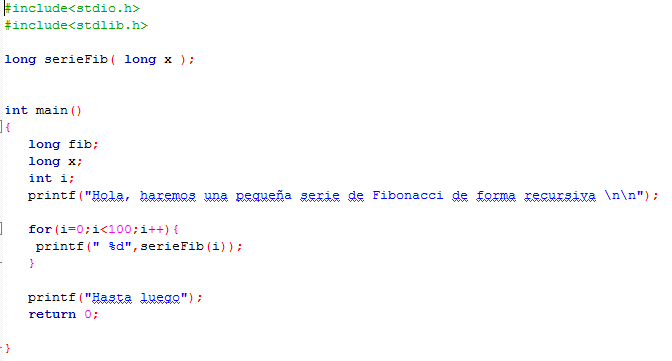 #include<stdio.h>
#include<stdlib.h>
long serieFib( long x );
int main()
{
long fib;
long x;
int i;
printf("Hola, haremos una pequeña serie de Fibonacci de forma recursiva \n\n");
for(i=0;i<100;i++){
printf(" %d",serieFib(i));
}
printf("Hasta luego");
return 0;
}